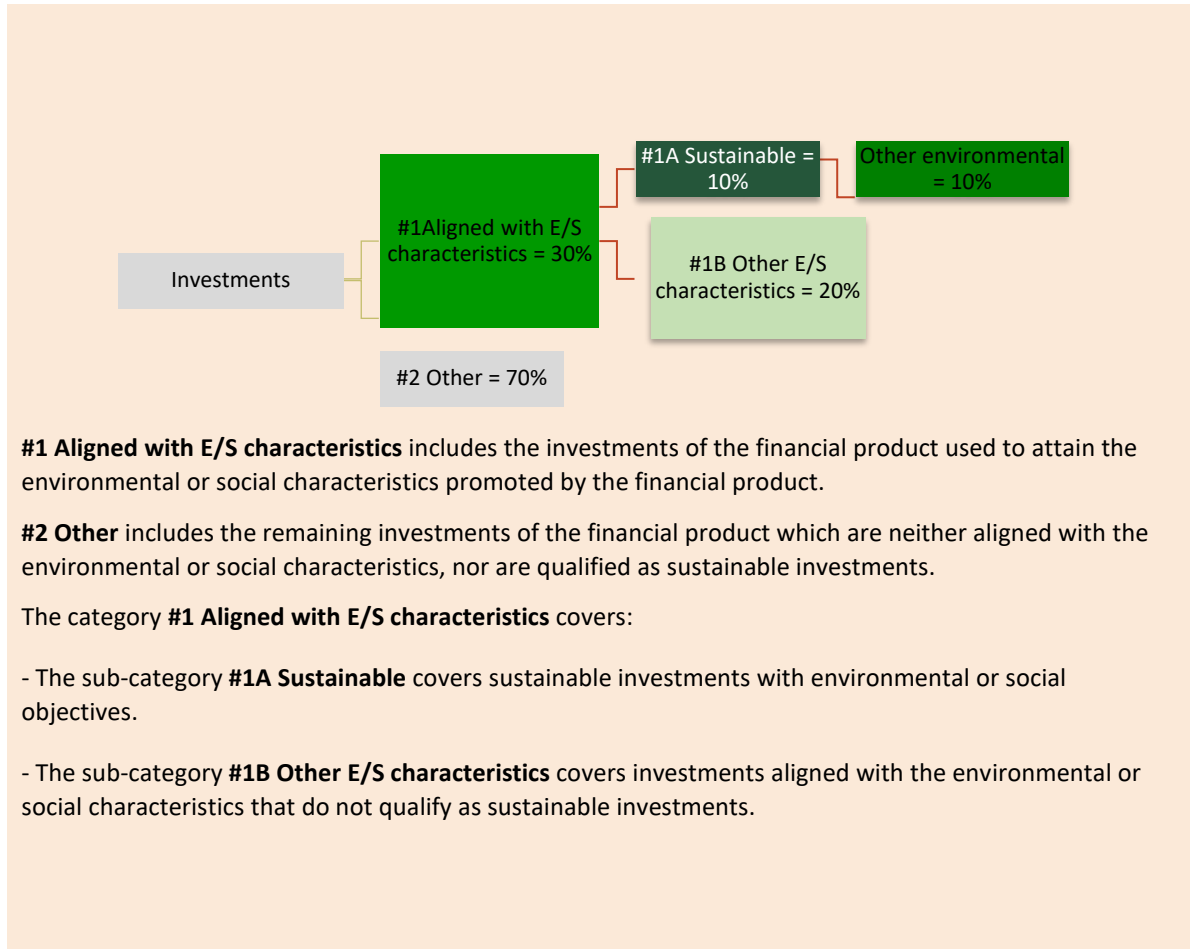 #1A Sustainable =
10%
Other environmental
= 10%
#1Aligned with E/S
characteristics = 30%
#1B Other E/S
characteristics = 20%
Investments
#2 Other = 70%
#1 Aligned with E/S characteristics includes the investments of the financial product used to attain the
environmental or social characteristics promoted by the financial product.
#2 Other includes the remaining investments of the financial product which are neither aligned with the
environmental or social characteristics, nor are qualified as sustainable investments.
The category #1 Aligned with E/S characteristics covers:
- The sub-category #1A Sustainable covers sustainable investments with environmental or social
objectives.
- The sub-category #1B Other E/S characteristics covers investments aligned with the environmental or
social characteristics that do not qualify as sustainable investments.